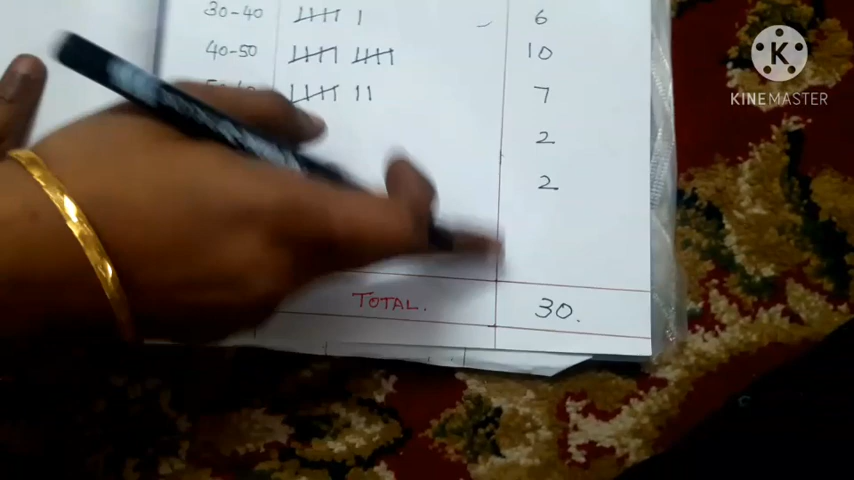 30-40 6
40-50 10
7
2
2
TOTAL. 30.
K
KINEMASTER